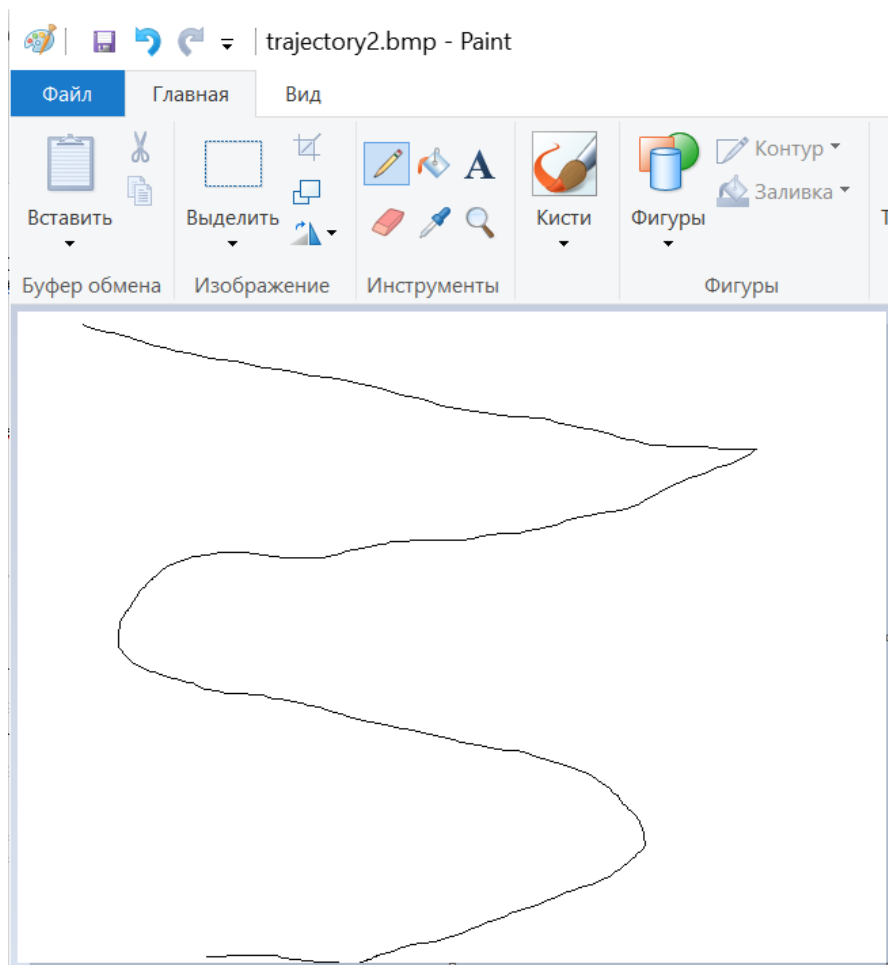 trajectory2.bmp - Paint
Файл Главная Вид
Контур
Заливка
Вставить Выделить A Кисти Фигуры
Буфер обмена Изображение Инструменты Фигуры